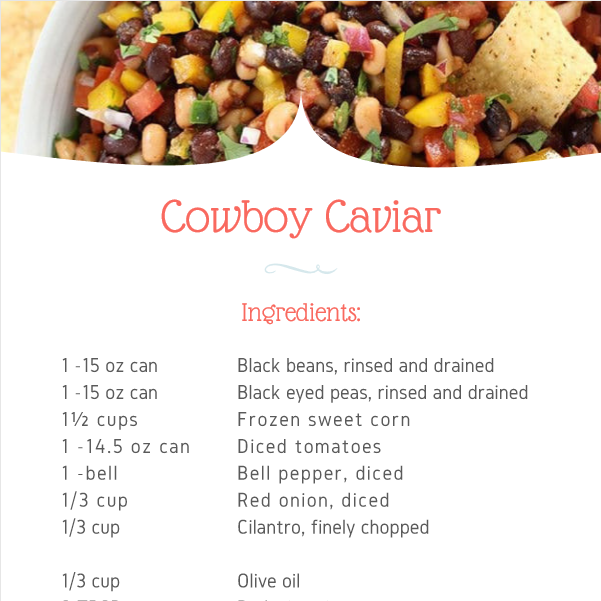 Cowboy Caviar
Ingredients:
1 -15 oz can Black beans, rinsed and drained
1 -15 oz can Black eyed peas, rinsed and drained
1½ cups Frozen sweet corn
1 -14.5 oz can Diced tomatoes
1 -bell Bell pepper, diced
1/3 cup Red onion, diced
1/3 cup Cilantro, finely chopped
1/3 cup Olive oil